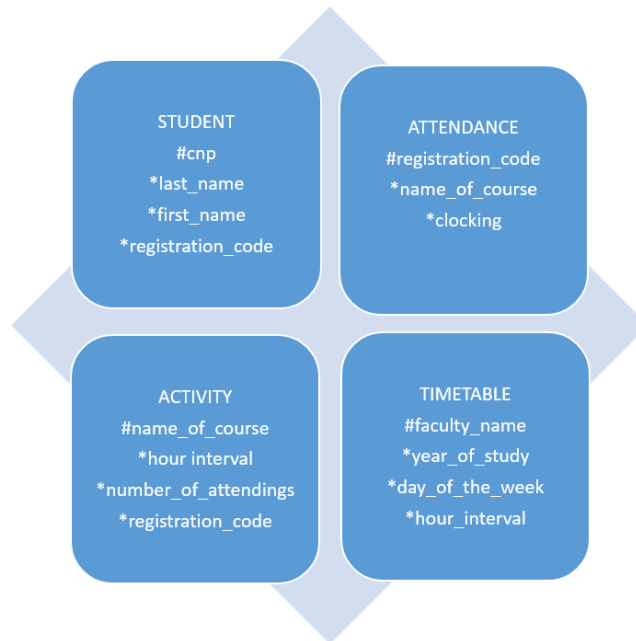 STUDENT
#cnp
*last_name
*first_name
*registration_code
ATTENDANCE
#registration_code
*name_of_course
*clocking
ACTIVITY
#name_of_course
*hour interval
*number_of_attendings
*registration_code
TIMETABLE
#faculty_name
*year_of_study
*day_of_the_week
*hour_interval